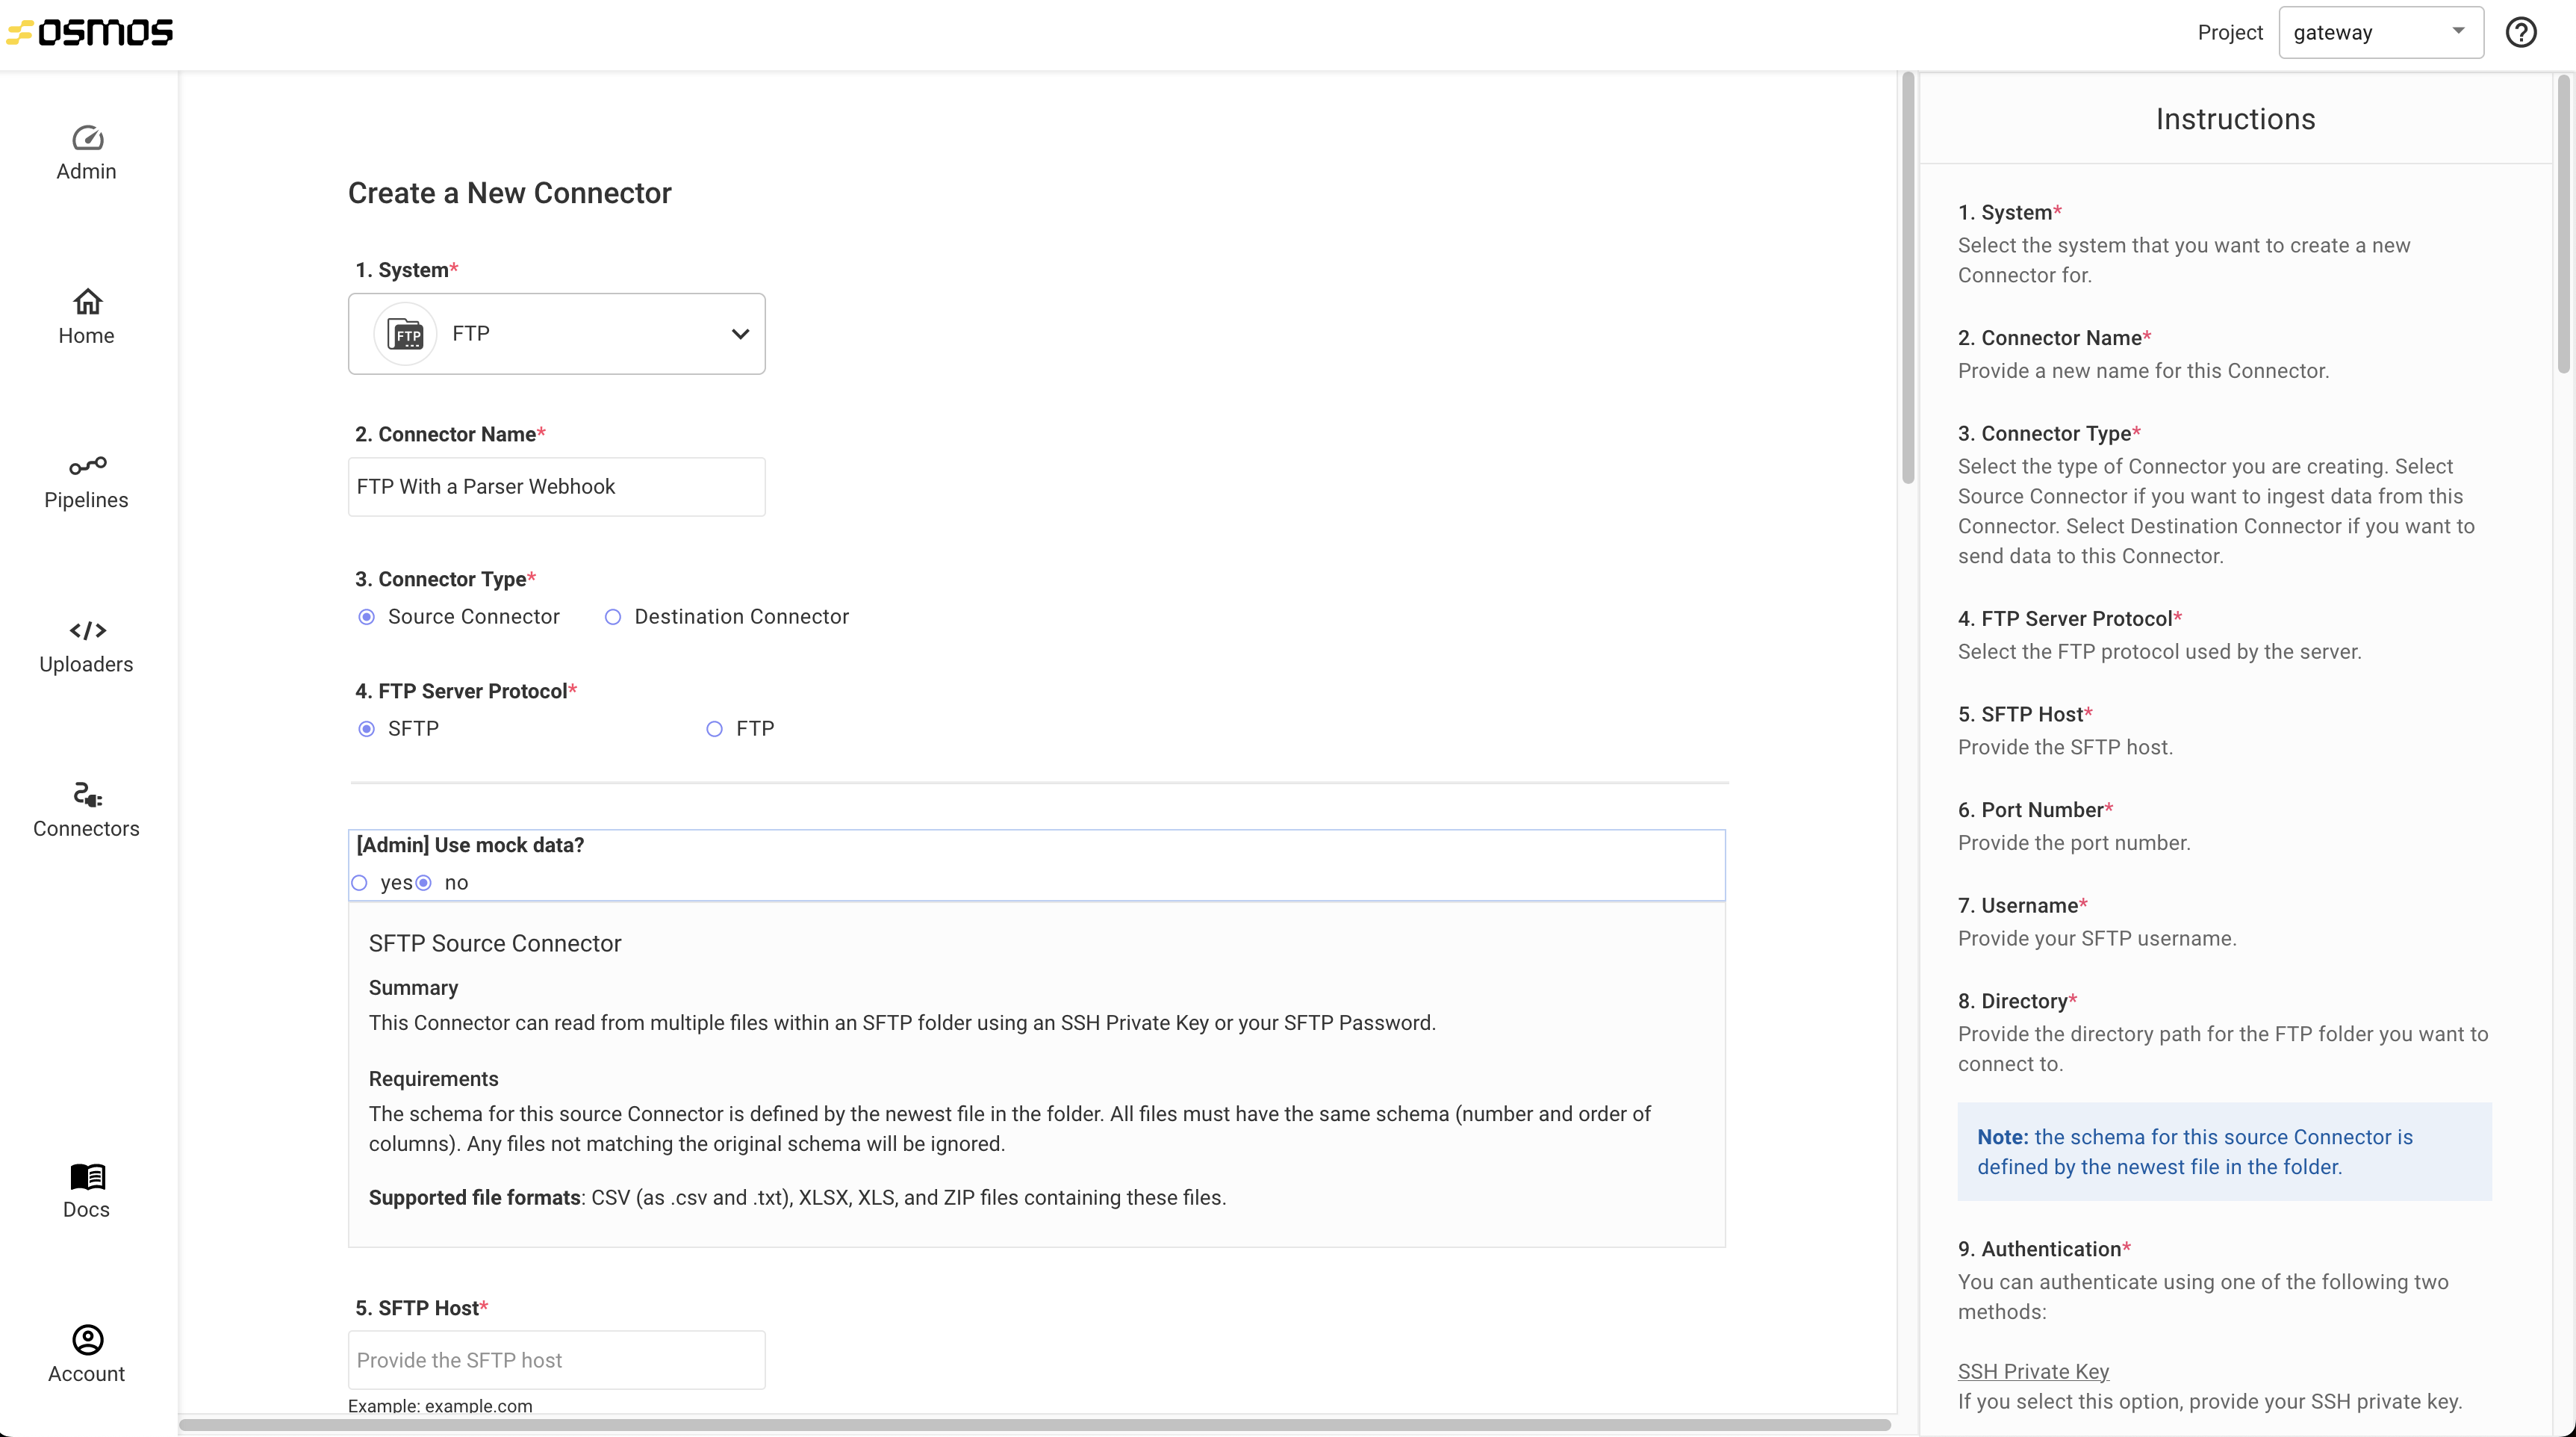 osmos
Project
gateway
Admin
Home
Pipelines
Uploaders
Connectors
Docs
Account
Create a New Connector
1. System*
FTP
FTP
2. Connector Name*
FTP With a Parser Webhook
3. Connector Type*
Source Connector
Destination Connector
4. FTP Server Protocol*
SFTP
FTP
[Admin] Use mock data?
yes
no
SFTP Source Connector
Summary
This Connector can read from multiple files within an SFTP folder using an SSH Private Key or your SFTP Password.
Requirements
The schema for this source Connector is defined by the newest file in the folder. All files must have the same schema (number and order of
columns). Any files not matching the original schema will be ignored.
Supported file formats: CSV (as .csv and .txt), XLSX, XLS, and ZIP files containing these files.
5. SFTP Host*
Provide the SFTP host
Example: example.com
Instructions
1. System*
Select the system that you want to create a new
Connector for.
2. Connector Name*
Provide a new name for this Connector.
3. Connector Type*
Select the type of Connector you are creating. Select
Source Connector if you want to ingest data from this
Connector. Select Destination Connector if you want to
send data to this Connector.
4. FTP Server Protocol*
Select the FTP protocol used by the server.
5. SFTP Host*
Provide the SFTP host.
6. Port Number*
Provide the port number.
7. Username*
Provide your SFTP username.
8. Directory*
Provide the directory path for the FTP folder you want to
connect to.
Note: the schema for this source Connector is
defined by the newest file in the folder.
9. Authentication*
You can authenticate using one of the following two
methods:
SSH Private Key
If you select this option, provide your SSH private key.